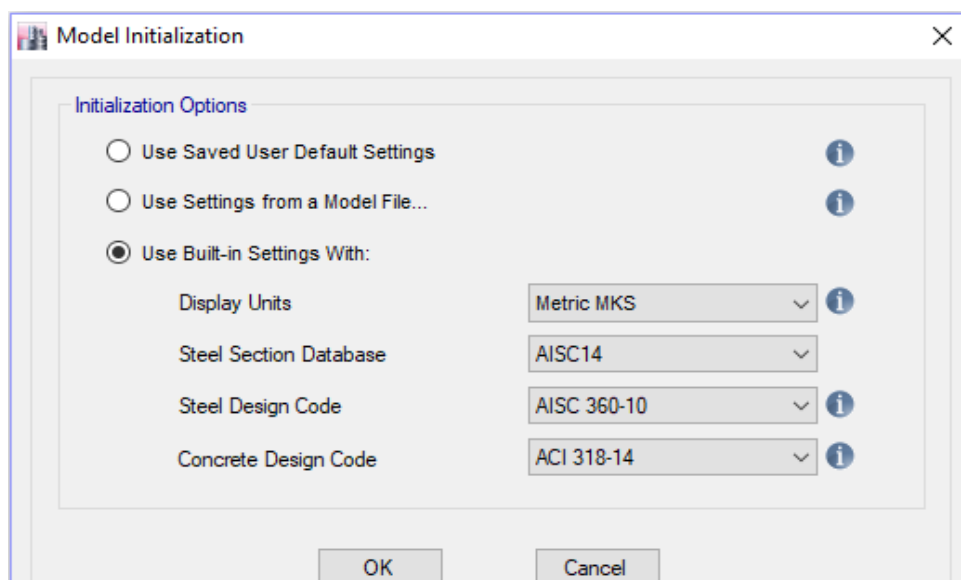 Model Initialization
Initialization Options
Use Saved User Default Settings
Use Settings from a Model File...
Use Built-in Settings With:
Display Units Metric MKS
Steel Section Database AISC14
Steel Design Code AISC 360-10
Concrete Design Code ACI 318-14
OK Cancel